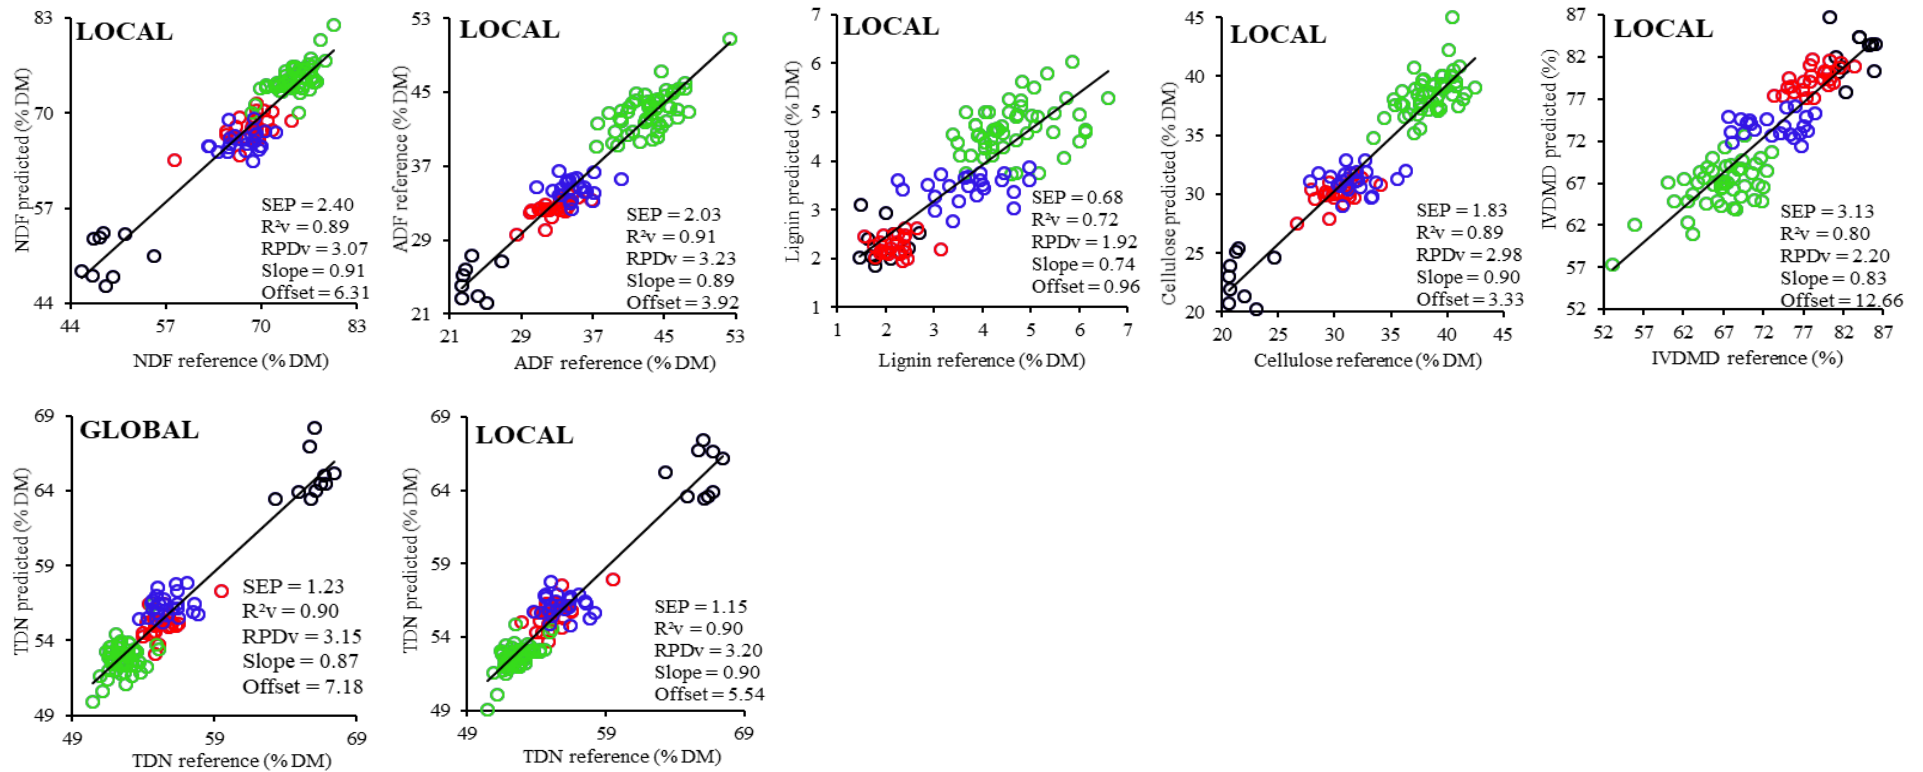 LOCAL
NDF predicted (% DM)
83
70
57
44
44 57 70 83
SEP = 2.40
R²v = 0.89
RPDv = 3.07
Slope = 0.91
Offset = 6.31
NDF reference (% DM)
LOCAL
ADF reference (% DM)
53
45
37
29
21
21 29 37 45 53
SEP = 2.03
R²v = 0.91
RPDv = 3.23
Slope = 0.89
Offset = 3.92
ADF reference (% DM)
LOCAL
Lignin predicted (% DM)
7
6
5
4
3
2
1
1 2 3 4 5 6 7
SEP = 0.68
R²v = 0.72
RPDv = 1.92
Slope = 0.74
Offset = 0.96
Lignin reference (% DM)
LOCAL
Cellulose predicted (% DM)
45
40
35
30
25
20
20 25 30 35 40 45
SEP = 1.83
R²v = 0.89
RPDv = 2.98
Slope = 0.90
Offset = 3.33
Cellulose reference (% DM)
LOCAL
IVDMD predicted (%)
87
82
77
72
67
62
57
52
52 57 62 67 72 77 82 87
SEP = 3.13
R²v = 0.80
RPDv = 2.20
Slope = 0.83
Offset = 12.66
IVDMD reference (%)
GLOBAL
TDN predicted (% DM)
69
64
59
54
49
49 59 69
SEP = 1.23
R²v = 0.90
RPDv = 3.15
Slope = 0.87
Offset = 7.18
TDN reference (% DM)
LOCAL
TDN predicted (% DM)
69
64
59
54
49
49 59 69
SEP = 1.15
R²v = 0.90
RPDv = 3.20
Slope = 0.90
Offset = 5.54
TDN reference (% DM)